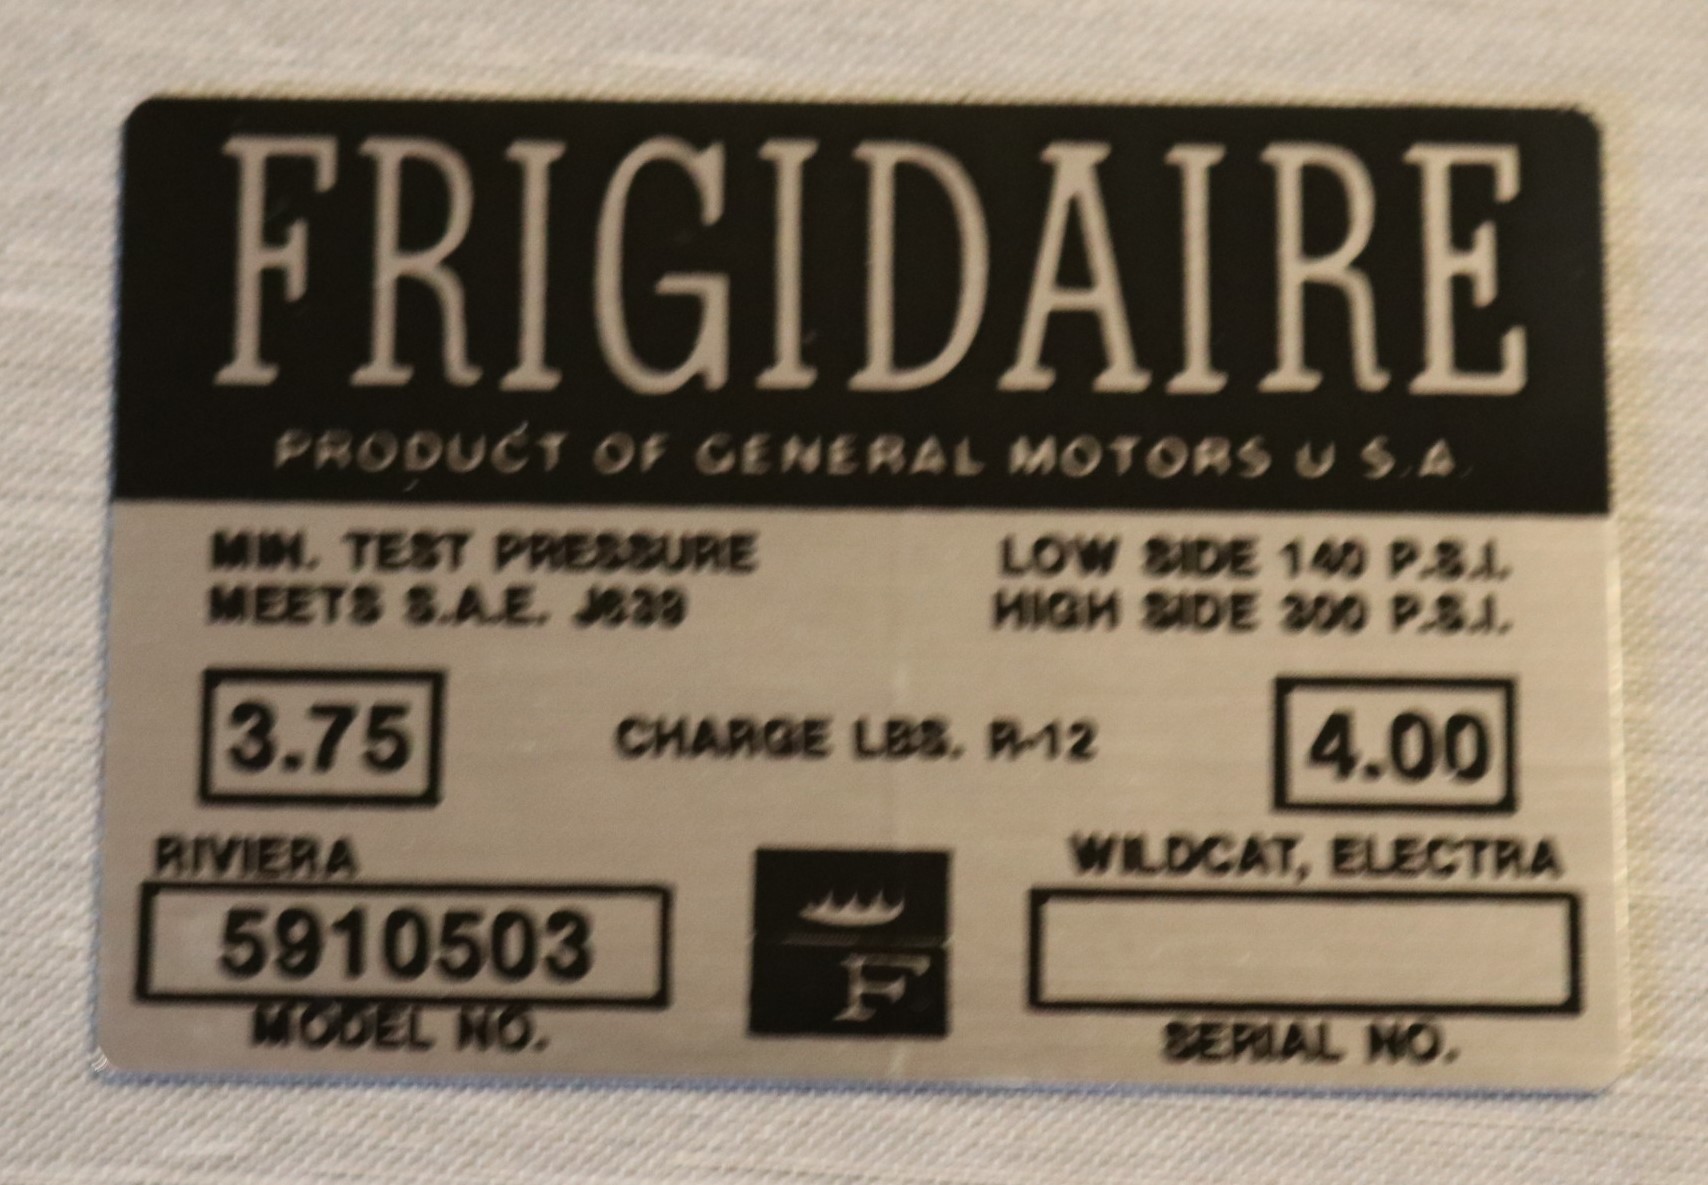 FRIGIDAIRE
PRODUCT OF GENERAL MOTORS U.S.A.
MIN. TEST PRESSURE LOW SIDE 140 P.S.I.
MEETS S.A.E. J639 HIGH SIDE 300 P.S.I.
3.75 CHARGE LBS. R-12 4.00
RIVIERA WILDCAT, ELECTRA
5910503
F
MODEL NO. SERIAL NO.